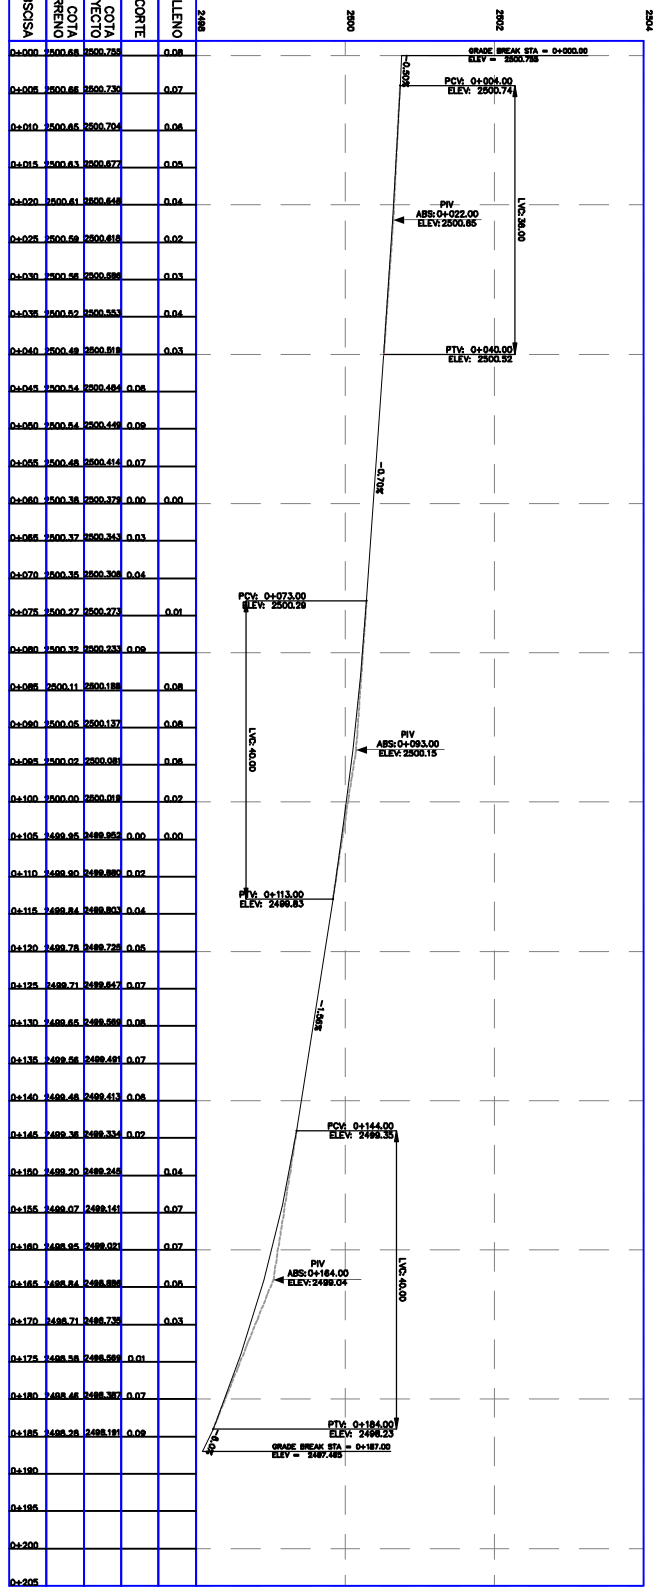 2498 2500 2502 2504
LLENO
CORTE
COTA
YECTO
COTA
RRENO
ISCISA
GRADE BREAK STA = 0+000.00
ELEV = 2500.755
-0.50%
PCV: 0+004.00
ELEV: 2500.74
LVC: 36.00
PIV
ABS: 0+022.00
ELEV: 2500.65
PTV: 0+040.00
ELEV: 2500.52
-0.70%
PCV: 0+073.00
ELEV: 2500.29
LVC: 40.00
PIV
ABS: 0+093.00
ELEV: 2500.15
PTV: 0+113.00
ELEV: 2499.83
-1.56%
PCV: 0+144.00
ELEV: 2499.35
LVC: 40.00
PIV
ABS: 0+164.00
ELEV: 2499.04
PTV: 0+184.00
ELEV: 2498.23
GRADE BREAK STA = 0+187.00
0+000 2500.68 2500.755 0.08
0+005 2500.66 2500.730 0.07
0+010 2500.65 2500.704 0.06
0+015 2500.63 2500.677 0.05
0+020 2500.61 2500.648 0.04
0+025 2500.59 2500.618 0.02
0+030 2500.56 2500.586 0.03
0+035 2500.52 2500.553 0.04
0+040 2500.49 2500.519 0.03
0+045 2500.54 2500.484 0.06
0+050 2500.54 2500.449 0.09
0+055 2500.48 2500.414 0.07
0+060 2500.38 2500.379 0.00 0.00
0+065 2500.37 2500.343 0.03
0+070 2500.35 2500.308 0.04
0+075 2500.27 2500.273 0.01
0+080 2500.32 2500.233 0.09
0+085 2500.11 2500.188 0.08
0+090 2500.05 2500.137 0.08
0+095 2500.02 2500.081 0.06
0+100 2500.00 2500.019 0.02
0+105 2499.95 2499.952 0.00 0.00
0+110 2499.90 2499.880 0.02
0+115 2499.84 2499.803 0.04
0+120 2499.78 2499.725 0.05
0+125 2499.71 2499.647 0.07
0+130 2499.65 2499.569 0.08
0+135 2499.56 2499.491 0.07
0+140 2499.48 2499.413 0.06
0+145 2499.36 2499.334 0.02
0+150 2499.20 2499.245 0.04
0+155 2499.07 2499.141 0.07
0+160 2498.95 2499.021 0.07
0+165 2498.84 2498.886 0.05
0+170 2498.71 2498.735 0.03
0+175 2498.58 2498.569 0.01
0+180 2498.46 2498.387 0.07
0+185 2498.28 2498.191 0.09
0+190
0+195
0+200
0+205